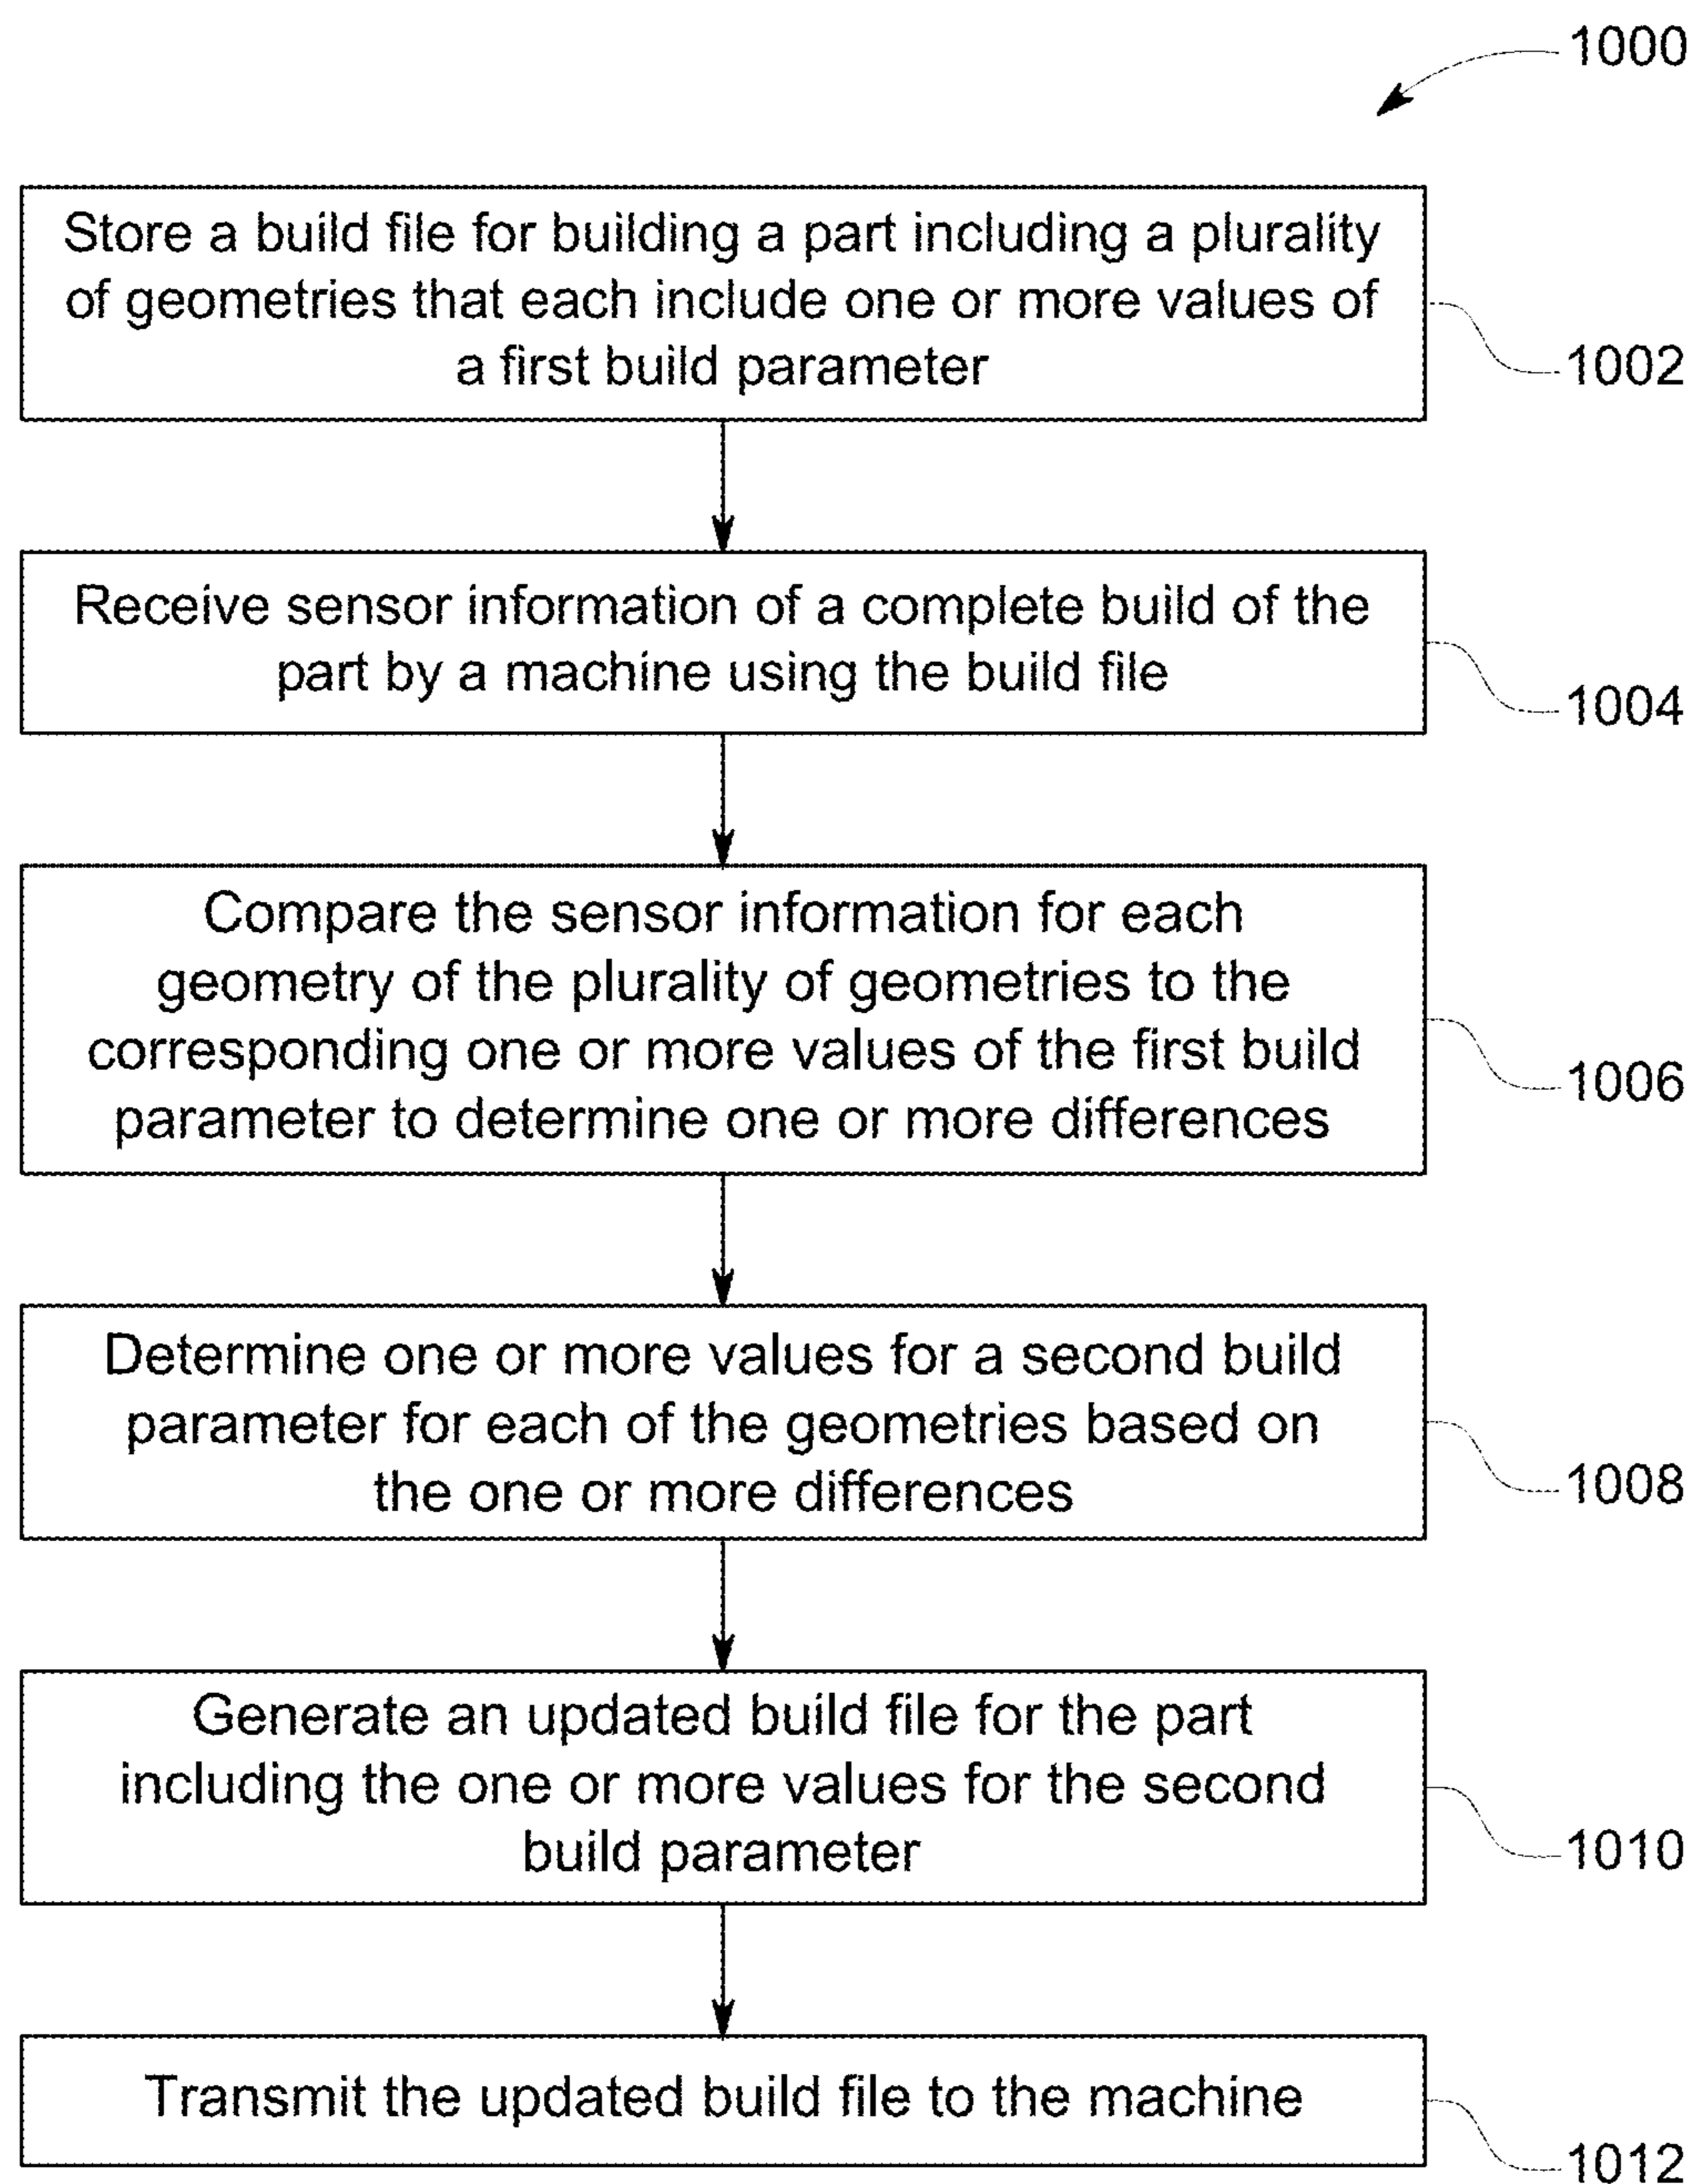 1000
Store a build file for building a part including a plurality
of geometries that each include one or more values of
a first build parameter
1002
Receive sensor information of a complete build of the
part by a machine using the build file
1004
Compare the sensor information for each
geometry of the plurality of geometries to the
corresponding one or more values of the first build
parameter to determine one or more differences
1006
Determine one or more values for a second build
parameter for each of the geometries based on
the one or more differences
1008
Generate an updated build file for the part
including the one or more values for the second
build parameter
1010
Transmit the updated build file to the machine
1012